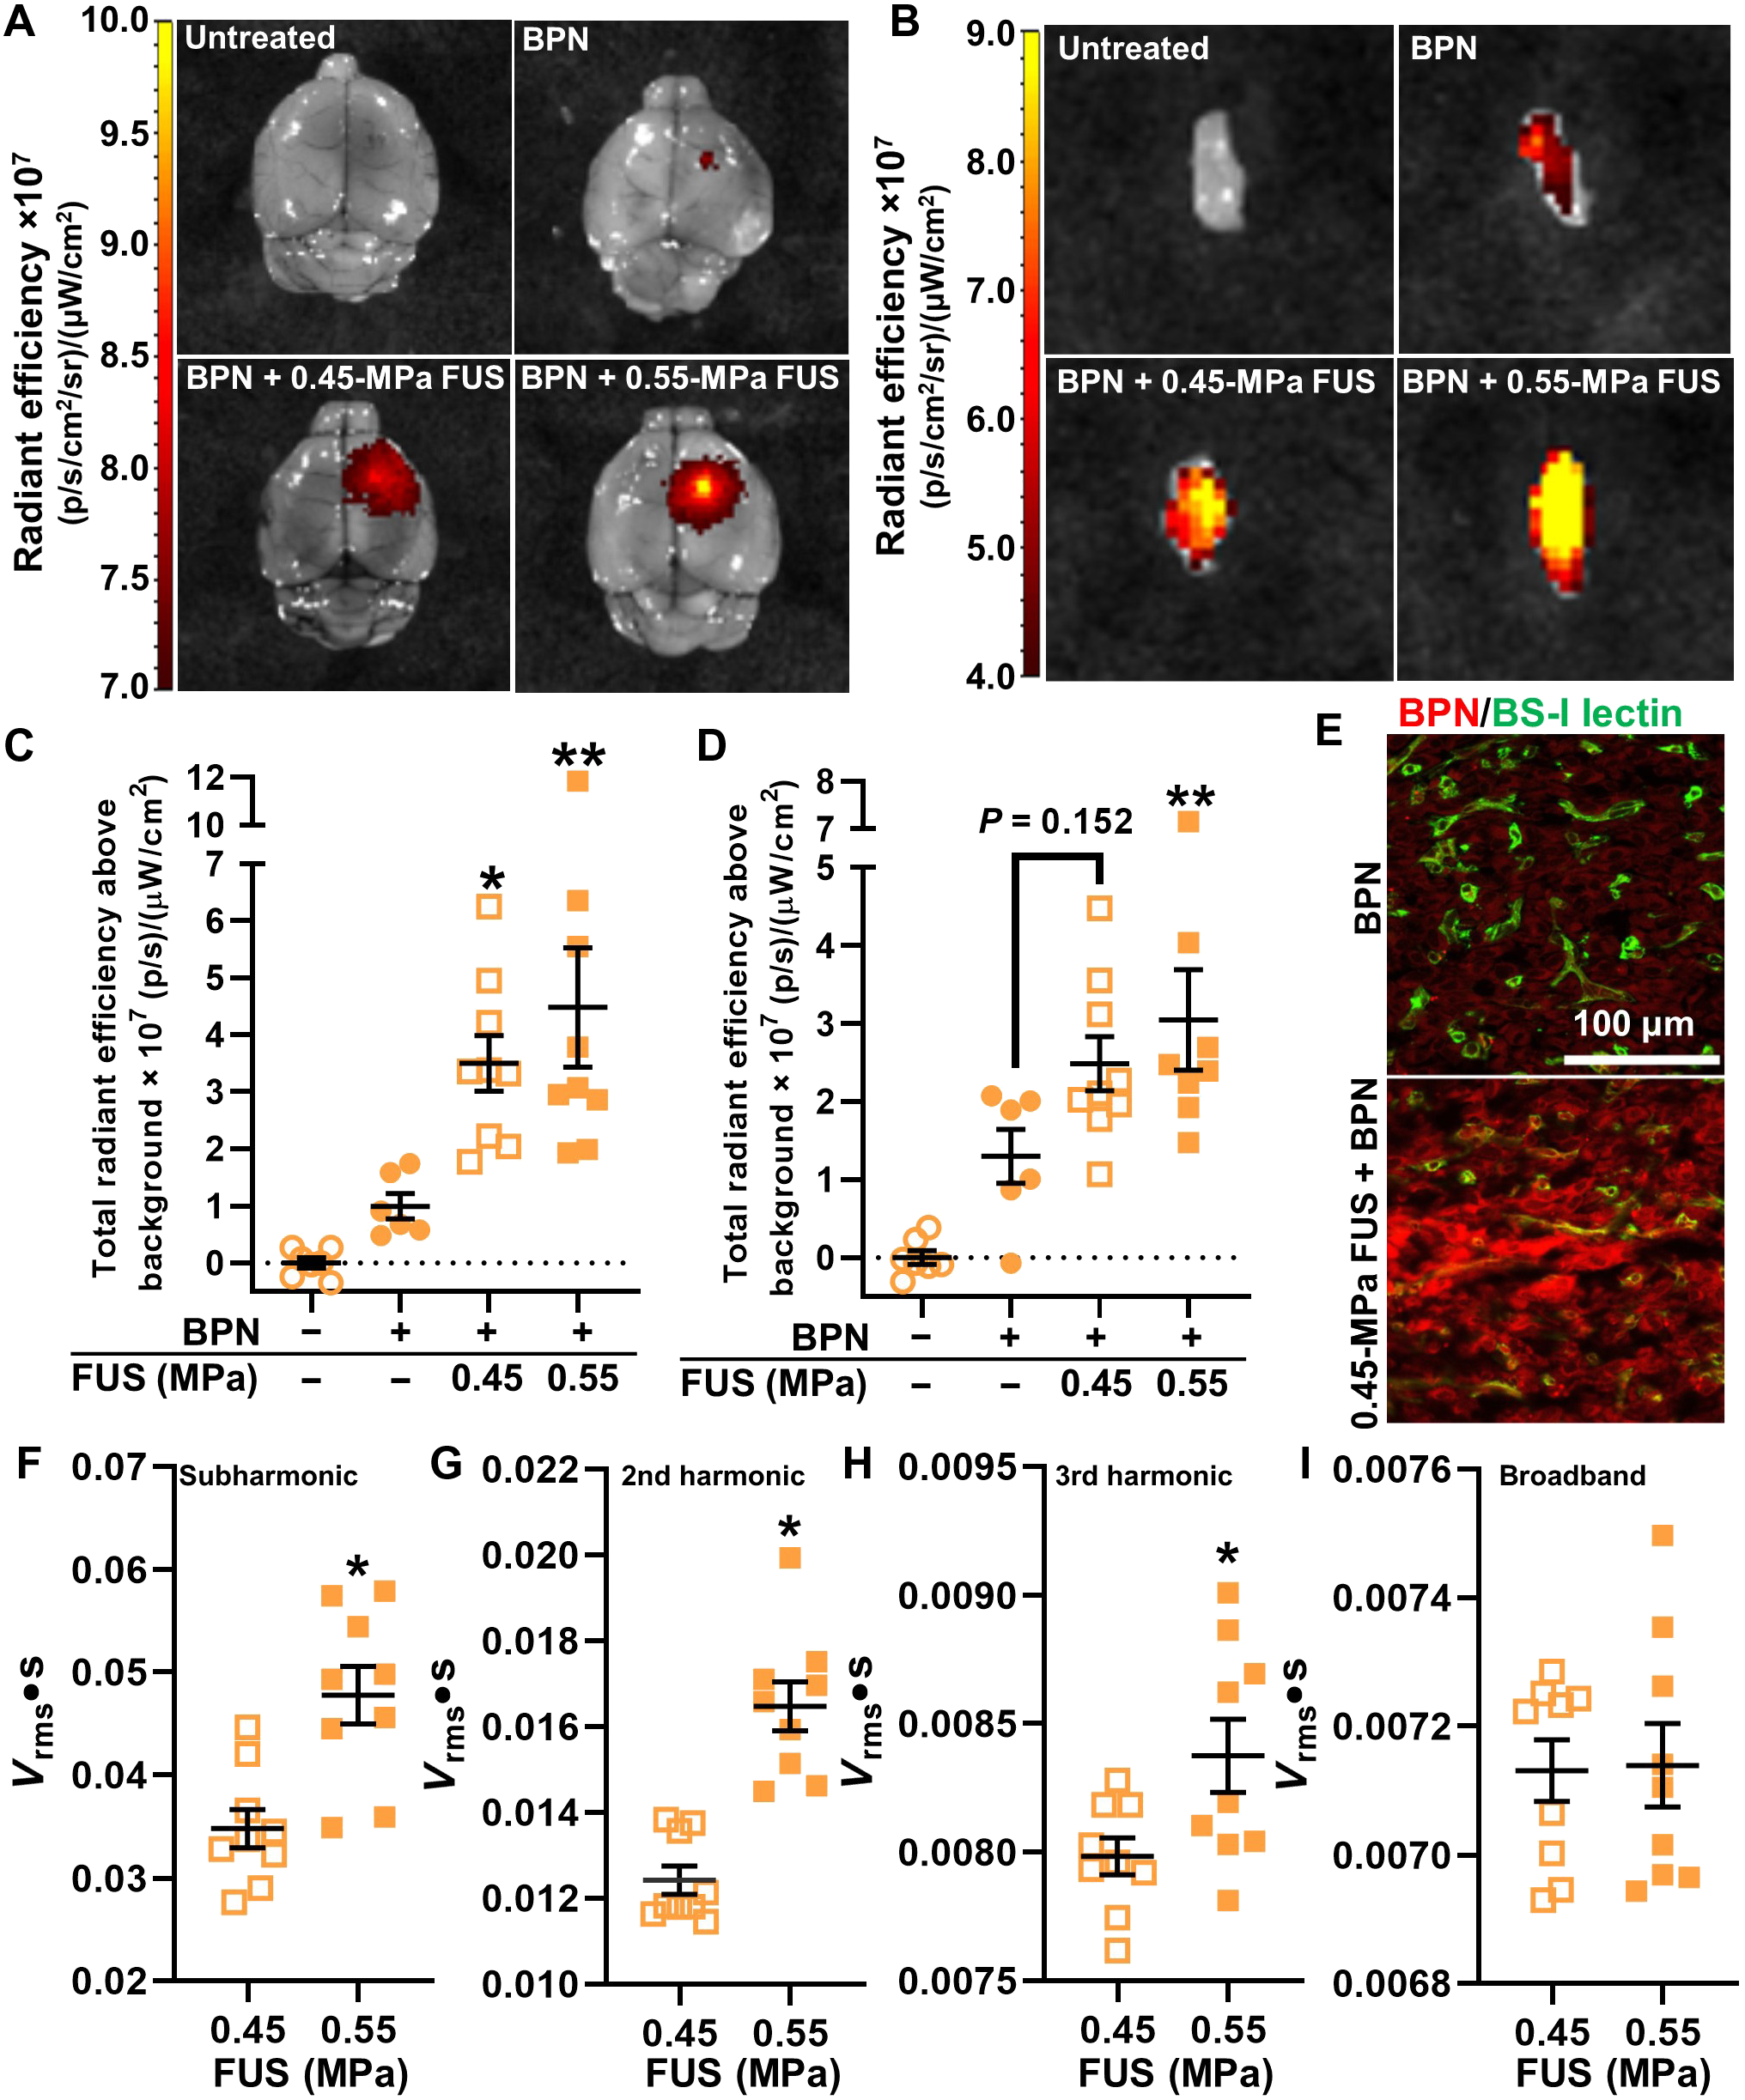 A
10.0
9.5
9.0
8.5
8.0
7.5
7.0
Radiant efficiency ×10⁷
(p/s/cm²/sr)/(µW/cm²)
Untreated
BPN
BPN + 0.45-MPa FUS
BPN + 0.55-MPa FUS
B
9.0
8.0
7.0
6.0
5.0
4.0
Radiant efficiency ×10⁷
(p/s/cm²/sr)/(µW/cm²)
Untreated
BPN
BPN + 0.45-MPa FUS
BPN + 0.55-MPa FUS
C
Total radiant efficiency above
background × 10⁷ (p/s)/(µW/cm²)
12
10
7
6
5
4
3
2
1
0
*
**
BPN – + + +
FUS (MPa) – – 0.45 0.55
D
Total radiant efficiency above
background × 10⁷ (p/s)/(µW/cm²)
8
7
5
4
3
2
1
0
P = 0.152
**
BPN – + + +
FUS (MPa) – – 0.45 0.55
E
BPN/BS-I lectin
BPN
100 µm
0.45-MPa FUS + BPN
F
Subharmonic
Vrms•s
0.07
0.06
0.05
0.04
0.03
0.02
*
0.45 0.55
FUS (MPa)
G
2nd harmonic
Vrms•s
0.022
0.020
0.018
0.016
0.014
0.012
0.010
*
0.45 0.55
FUS (MPa)
H
3rd harmonic
Vrms•s
0.0095
0.0090
0.0085
0.0080
0.0075
*
0.45 0.55
FUS (MPa)
I
Broadband
Vrms•s
0.0076
0.0074
0.0072
0.0070
0.0068
0.45 0.55
FUS (MPa)